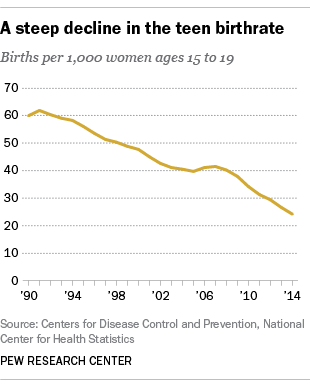 A steep decline in the teen birthrate
Births per 1,000 women ages 15 to 19
70
60
50
40
30
20
10
0
'90 '94 '98 '02 '06 '10 '14
Source: Centers for Disease Control and Prevention, National
Center for Health Statistics
PEW RESEARCH CENTER